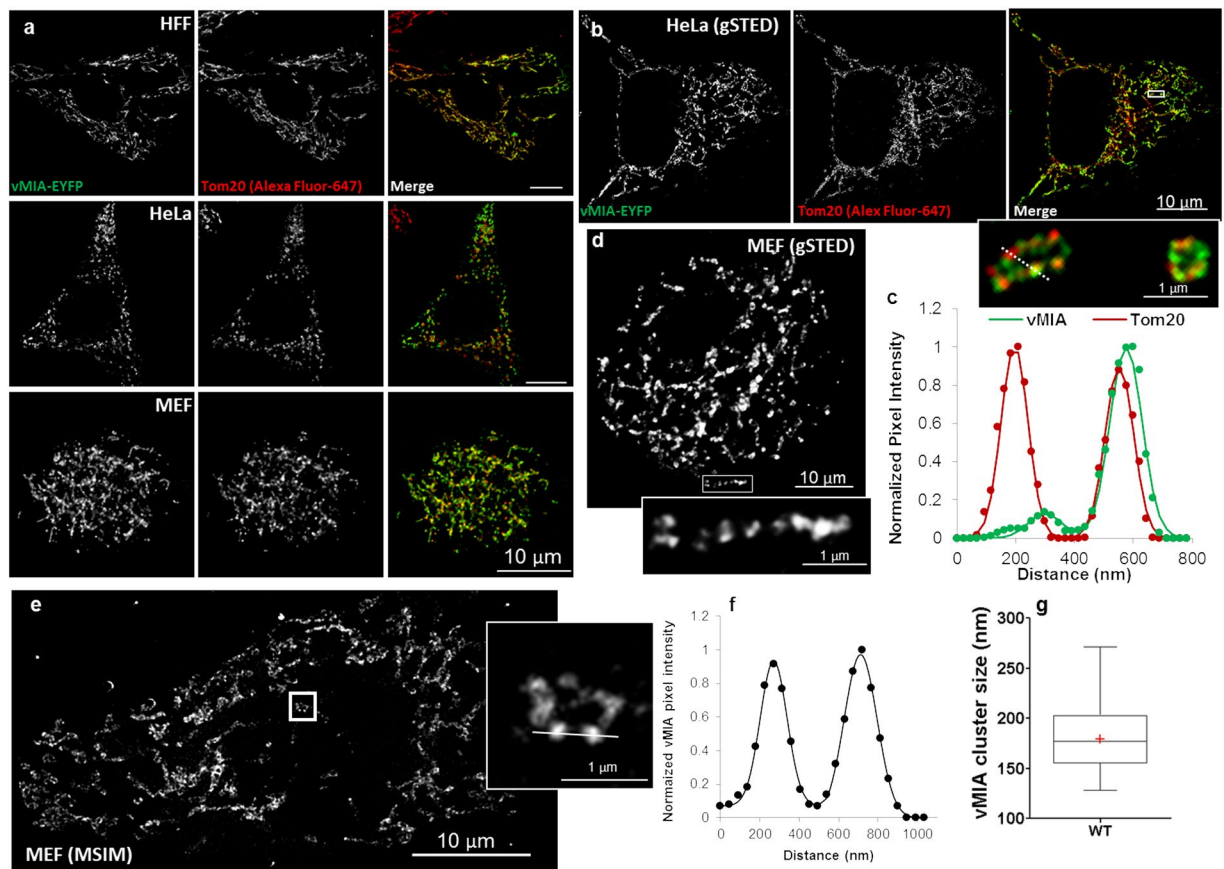 a
HFF
vMIA-EYFP
Tom20 (Alexa Fluor-647)
Merge
HeLa
MEF
10 μm
b
HeLa (gSTED)
vMIA-EYFP
Tom20 (Alex Fluor-647)
Merge
10 μm
1 μm
d
MEF (gSTED)
10 μm
1 μm
c
vMIA
Tom20
Normalized Pixel Intensity
1.2
1
0.8
0.6
0.4
0.2
0
0
200
400
600
800
Distance (nm)
e
MEF (MSIM)
10 μm
1 μm
f
Normaized vMIA pixel intensity
1.2
1
0.8
0.6
0.4
0.2
0
0
200
400
600
800
1000
Distance (nm)
g
vMIA cluster size (nm)
300
250
200
150
100
WT